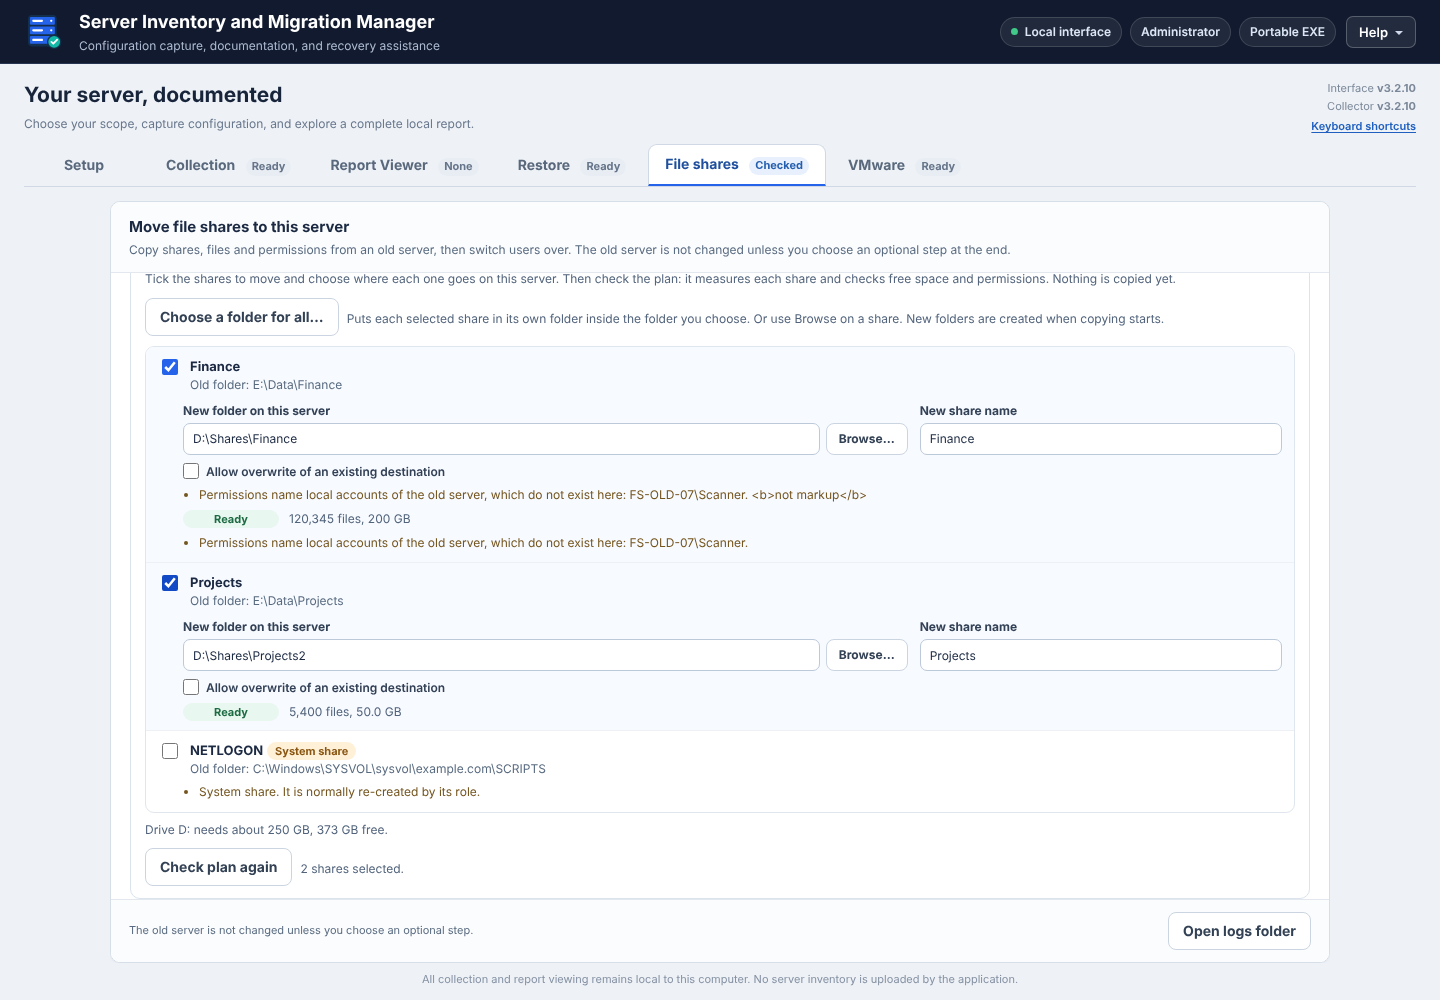 Server Inventory and Migration Manager
Configuration capture, documentation, and recovery assistance
Local interface
Administrator
Portable EXE
Help
Your server, documented
Choose your scope, capture configuration, and explore a complete local report.
Interface v3.2.10
Collector v3.2.10
Keyboard shortcuts
Setup
Collection Ready
Report Viewer None
Restore Ready
File shares Checked
VMware Ready
Move file shares to this server
Copy shares, files and permissions from an old server, then switch users over. The old server is not changed unless you choose an optional step at the end.
Tick the shares to move and choose where each one goes on this server. Then check the plan: it measures each share and checks free space and permissions. Nothing is copied yet.
Choose a folder for all... Puts each selected share in its own folder inside the folder you choose. Or use Browse on a share. New folders are created when copying starts.
Finance
Old folder: E:\Data\Finance
New folder on this server New share name
D:\Shares\Finance Browse... Finance
Allow overwrite of an existing destination
• Permissions name local accounts of the old server, which do not exist here: FS-OLD-07\Scanner. <b>not markup</b>
Ready 120,345 files, 200 GB
• Permissions name local accounts of the old server, which do not exist here: FS-OLD-07\Scanner.
Projects
Old folder: E:\Data\Projects
New folder on this server New share name
D:\Shares\Projects2 Browse... Projects
Allow overwrite of an existing destination
Ready 5,400 files, 50.0 GB
NETLOGON System share
Old folder: C:\Windows\SYSVOL\sysvol\example.com\SCRIPTS
• System share. It is normally re-created by its role.
Drive D: needs about 250 GB, 373 GB free.
Check plan again 2 shares selected.
The old server is not changed unless you choose an optional step.
Open logs folder
All collection and report viewing remains local to this computer. No server inventory is uploaded by the application.